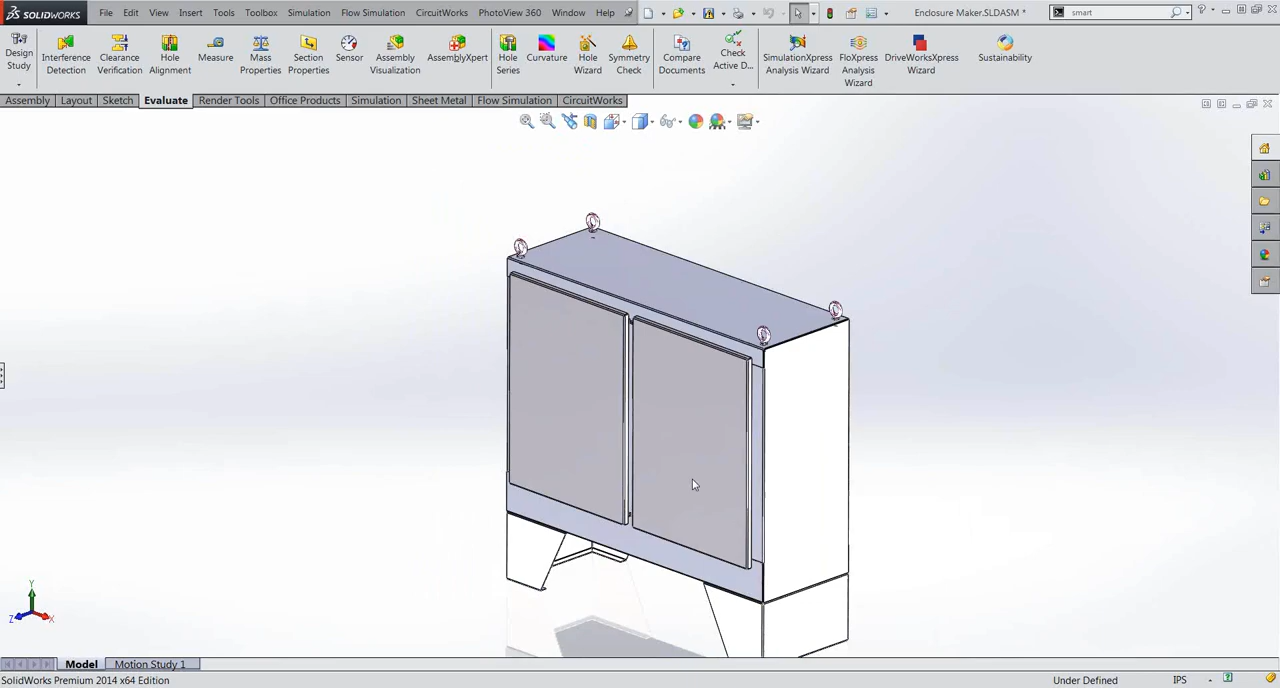 SOLIDWORKS File Edit View Insert Tools Toolbox Simulation Flow Simulation CircuitWorks PhotoView 360 Window Help Enclosure Maker.SLDASM * smart
Design Study
Interference Detection
Clearance Verification
Hole Alignment
Measure
Mass Properties
Section Properties
Sensor
Assembly Visualization
AssemblyXpert
Hole Series
Curvature
Hole Wizard
Symmetry Check
Compare Documents
Check Active D...
SimulationXpress Analysis Wizard
FloXpress Analysis Wizard
DriveWorksXpress Wizard
Sustainability
Assembly Layout Sketch Evaluate Render Tools Office Products Simulation Sheet Metal Flow Simulation CircuitWorks
Y
Z X
Model Motion Study 1
SolidWorks Premium 2014 x64 Edition Under Defined IPS -